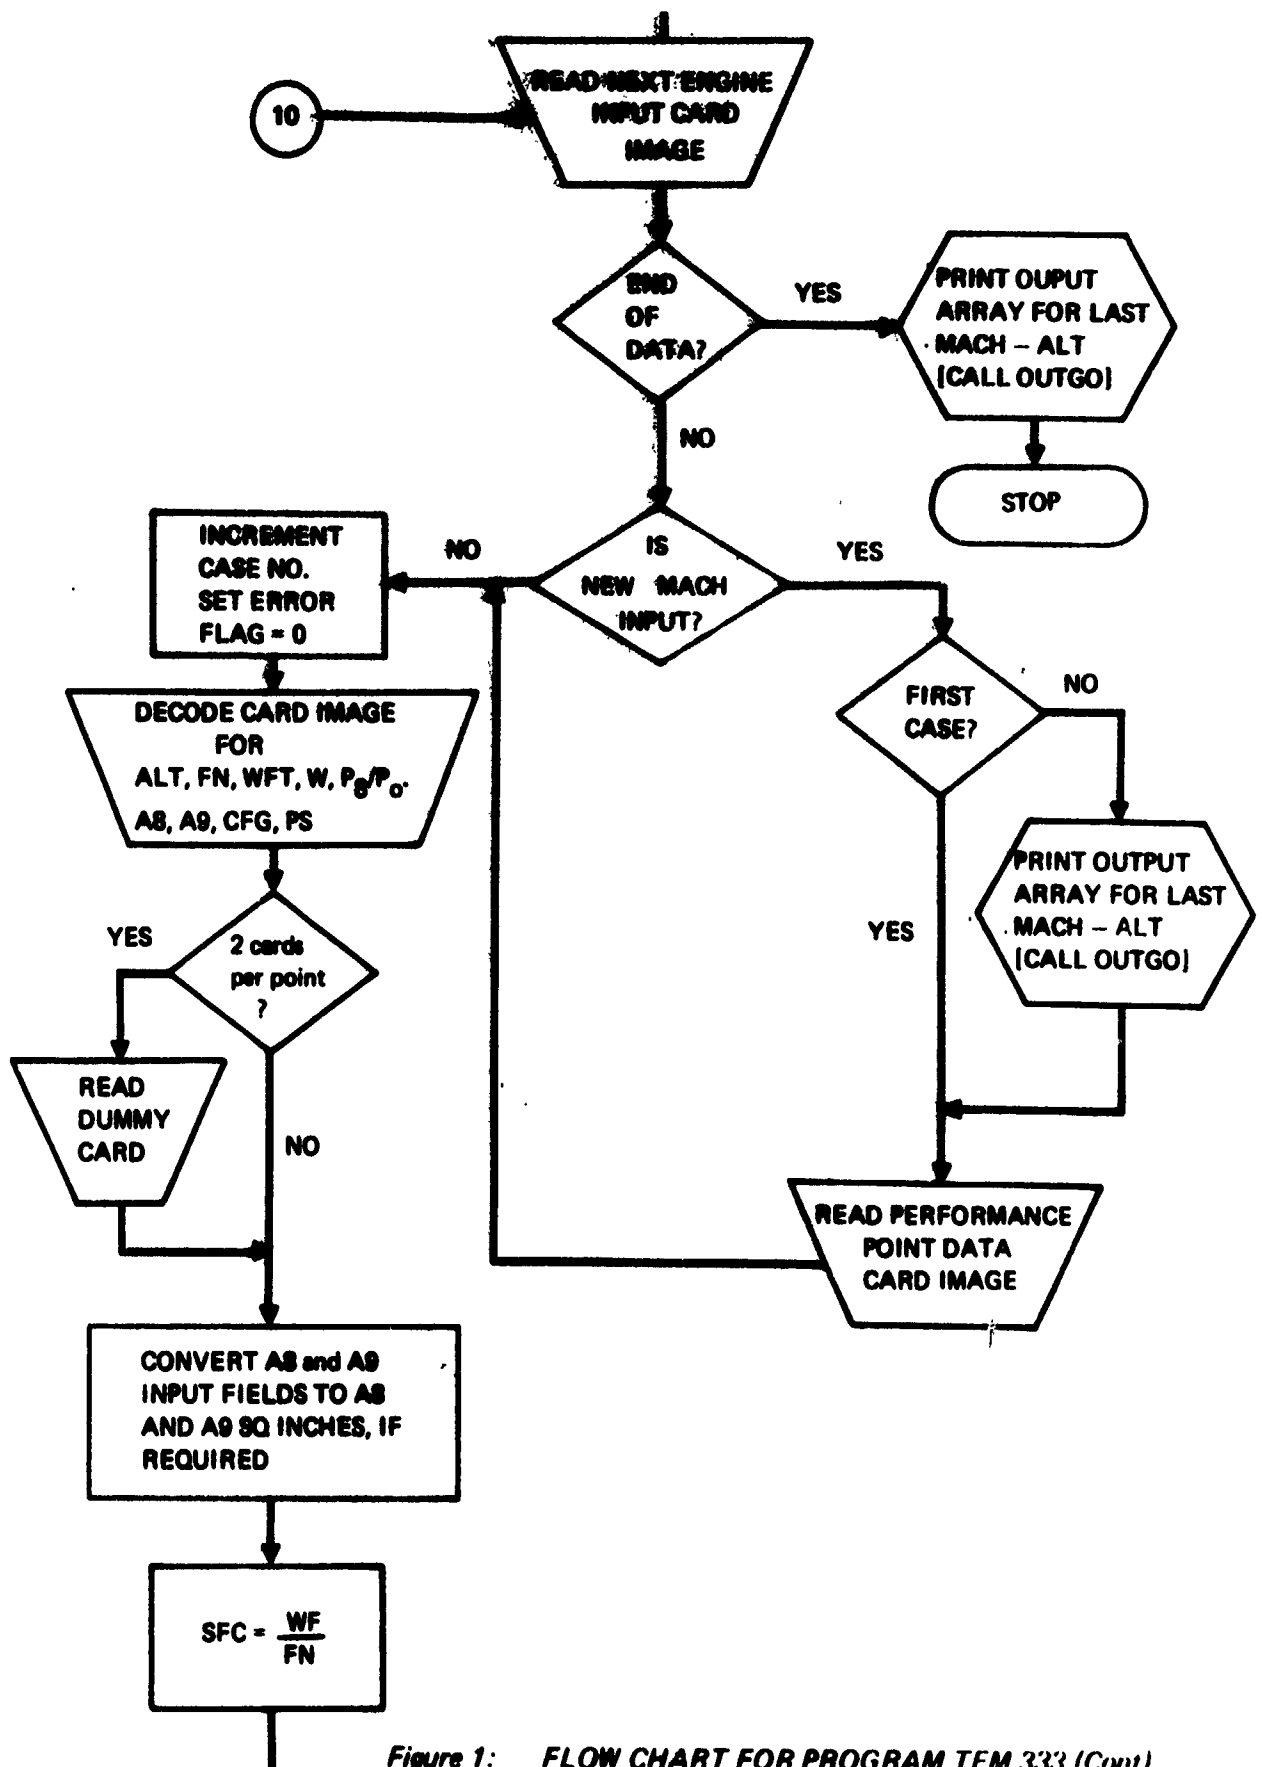 READ NEXT ENGINE
INPUT CARD
IMAGE
10
END
OF
DATA?
YES
PRINT OUPUT
ARRAY FOR LAST
MACH – ALT
[CALL OUTGO]
NO
STOP
IS
NEW MACH
INPUT?
NO
YES
INCREMENT
CASE NO.
SET ERROR
FLAG = 0
FIRST
CASE?
NO
DECODE CARD IMAGE
FOR
ALT, FN, WFT, W, P8/Po.
A8, A9, CFG, PS
PRINT OUTPUT
ARRAY FOR LAST
MACH – ALT
[CALL OUTGO]
YES
YES
2 cards
per point
?
READ
DUMMY
CARD
NO
READ PERFORMANCE
POINT DATA
CARD IMAGE
CONVERT A8 and A9
INPUT FIELDS TO A8
AND A9 SQ INCHES, IF
REQUIRED
SFC = WF
FN
Figure 1: FLOW CHART FOR PROGRAM TEM 333 (Cont)